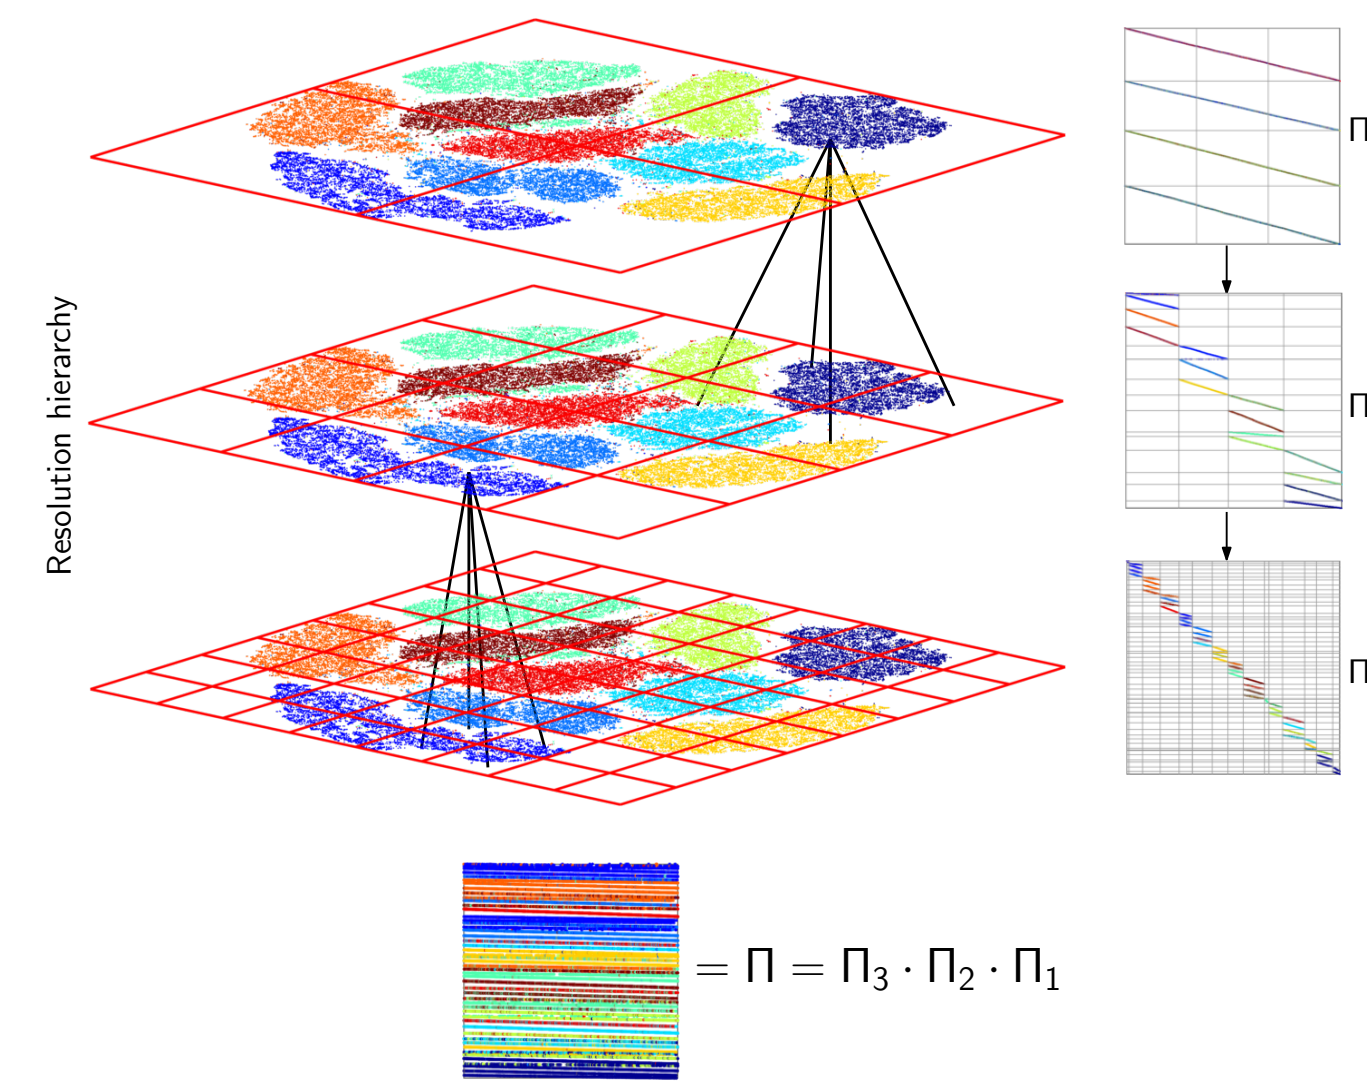 Π
Resolution hierarchy
Π
Π
= Π = Π₃ · Π₂ · Π₁